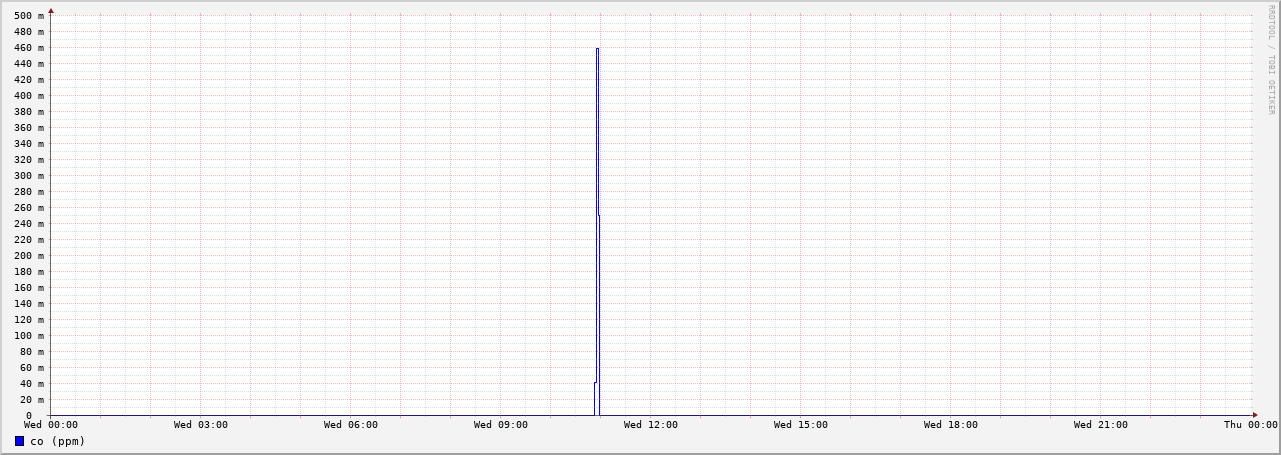 500 m
480 m
460 m
440 m
420 m
400 m
380 m
360 m
340 m
320 m
300 m
280 m
260 m
240 m
220 m
200 m
180 m
160 m
140 m
120 m
100 m
80 m
60 m
40 m
20 m
0
Wed 00:00 Wed 03:00 Wed 06:00 Wed 09:00 Wed 12:00 Wed 15:00 Wed 18:00 Wed 21:00 Thu 00:00
co (ppm)
RRDTOOL / TOBI OETIKER